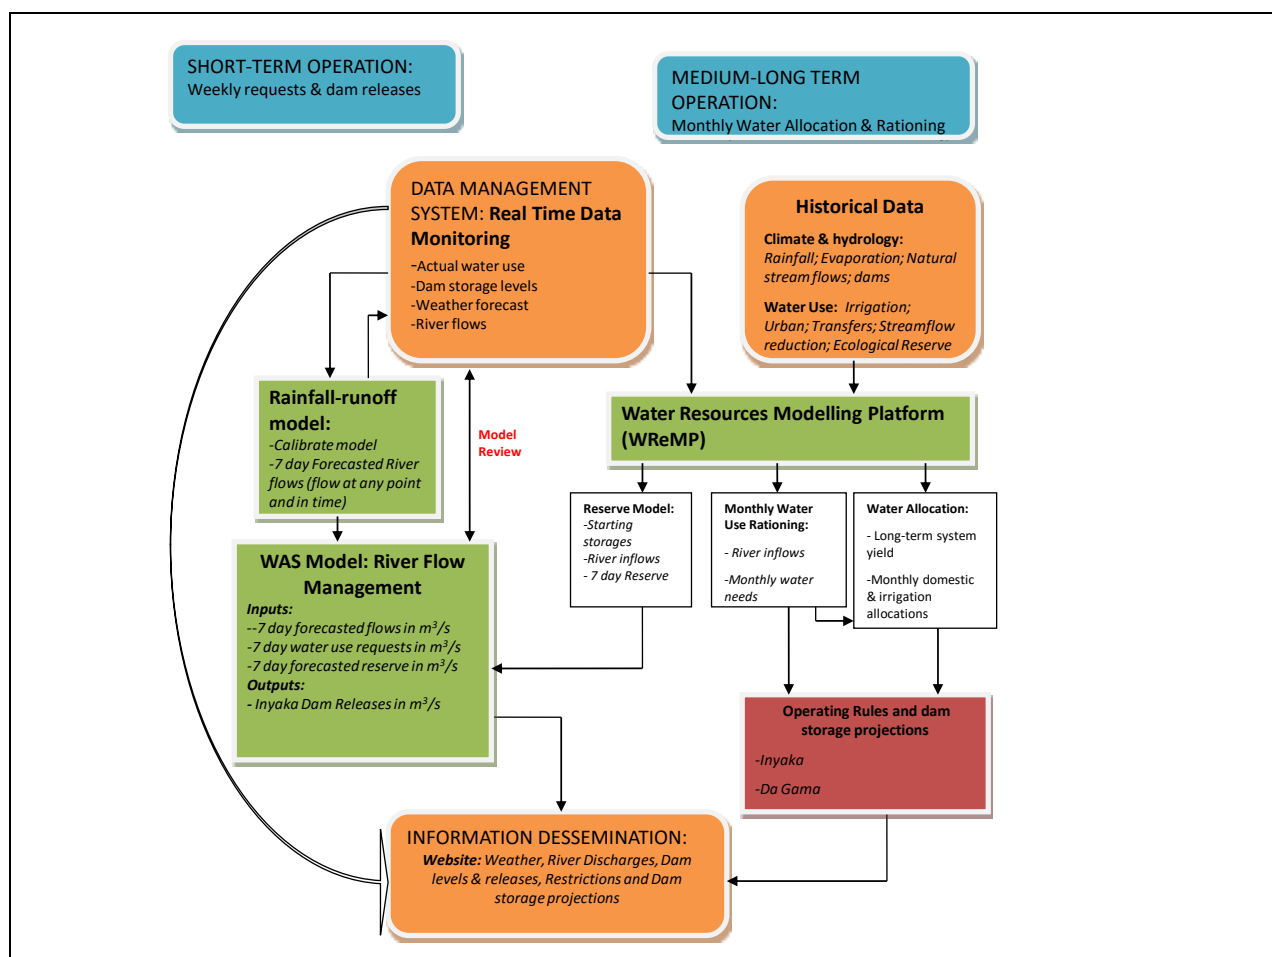 SHORT-TERM OPERATION:
Weekly requests & dam releases
MEDIUM-LONG TERM
OPERATION:
Monthly Water Allocation & Rationing
DATA MANAGEMENT
SYSTEM: Real Time Data
Monitoring
-Actual water use
-Dam storage levels
-Weather forecast
-River flows
Historical Data
Climate & hydrology:
Rainfall; Evaporation; Natural
stream flows; dams
Water Use: Irrigation;
Urban; Transfers; Streamflow
reduction; Ecological Reserve
Rainfall-runoff
model:
-Calibrate model
-7 day Forecasted River
flows (flow at any point
and in time)
Model
Review
Water Resources Modelling Platform
(WReMP)
Reserve Model:
-Starting
storages
-River inflows
- 7 day Reserve
Monthly Water
Use Rationing:
- River inflows
-Monthly water
needs
Water Allocation:
- Long-term system
yield
-Monthly domestic
& irrigation
allocations
WAS Model: River Flow
Management
Inputs:
--7 day forecasted flows in m³/s
-7 day water use requests in m³/s
-7 day forecasted reserve in m³/s
Outputs:
- Inyaka Dam Releases in m³/s
Operating Rules and dam
storage projections
-Inyaka
-Da Gama
INFORMATION DESSEMINATION:
Website: Weather, River Discharges, Dam
levels & releases, Restrictions and Dam
storage projections